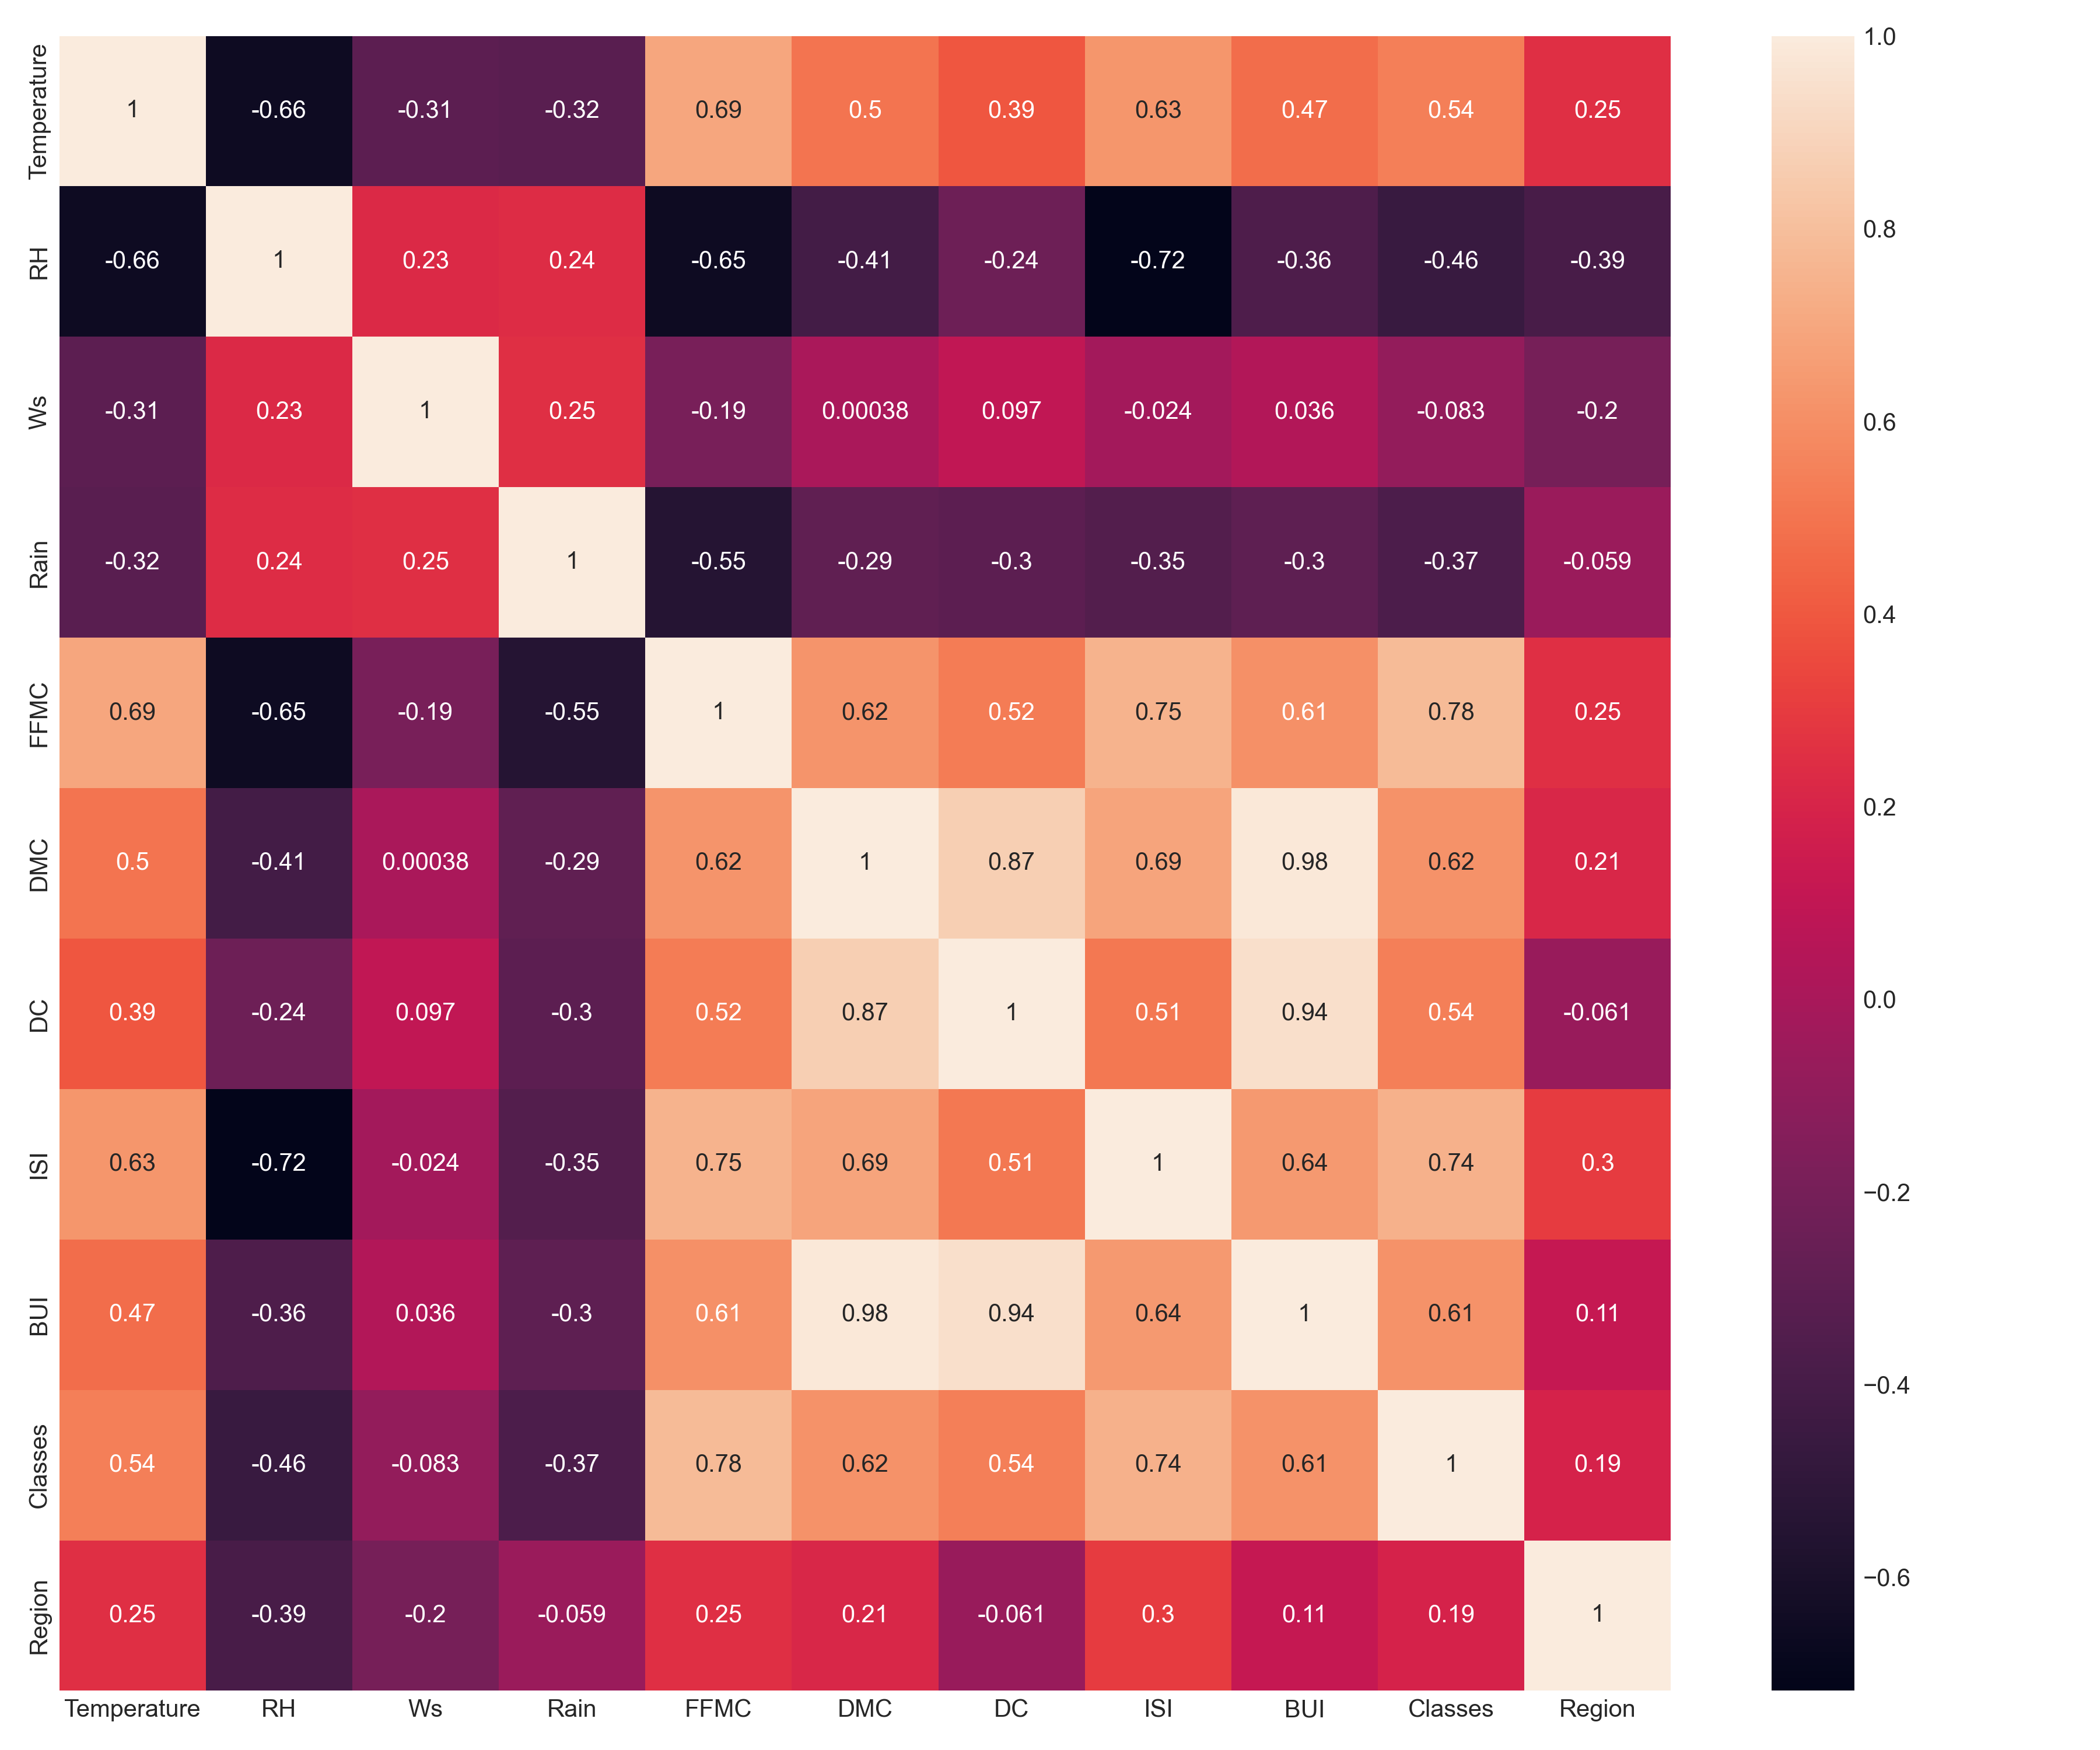 Temperature 1 -0.66 -0.31 -0.32 0.69 0.5 0.39 0.63 0.47 0.54 0.25
RH -0.66 1 0.23 0.24 -0.65 -0.41 -0.24 -0.72 -0.36 -0.46 -0.39
Ws -0.31 0.23 1 0.25 -0.19 0.00038 0.097 -0.024 0.036 -0.083 -0.2
Rain -0.32 0.24 0.25 1 -0.55 -0.29 -0.3 -0.35 -0.3 -0.37 -0.059
FFMC 0.69 -0.65 -0.19 -0.55 1 0.62 0.52 0.75 0.61 0.78 0.25
DMC 0.5 -0.41 0.00038 -0.29 0.62 1 0.87 0.69 0.98 0.62 0.21
DC 0.39 -0.24 0.097 -0.3 0.52 0.87 1 0.51 0.94 0.54 -0.061
ISI 0.63 -0.72 -0.024 -0.35 0.75 0.69 0.51 1 0.64 0.74 0.3
BUI 0.47 -0.36 0.036 -0.3 0.61 0.98 0.94 0.64 1 0.61 0.11
Classes 0.54 -0.46 -0.083 -0.37 0.78 0.62 0.54 0.74 0.61 1 0.19
Region 0.25 -0.39 -0.2 -0.059 0.25 0.21 -0.061 0.3 0.11 0.19 1
Temperature RH Ws Rain FFMC DMC DC ISI BUI Classes Region
1.0
0.8
0.6
0.4
0.2
0.0
−0.2
−0.4
−0.6